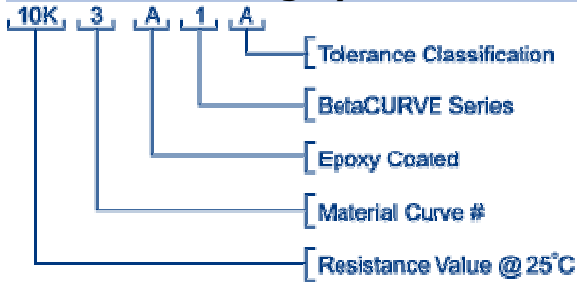 10K 3 A 1 A
Tolerance Classification
BetaCURVE Series
Epoxy Coated
Material Curve #
Resistance Value @ 25°C